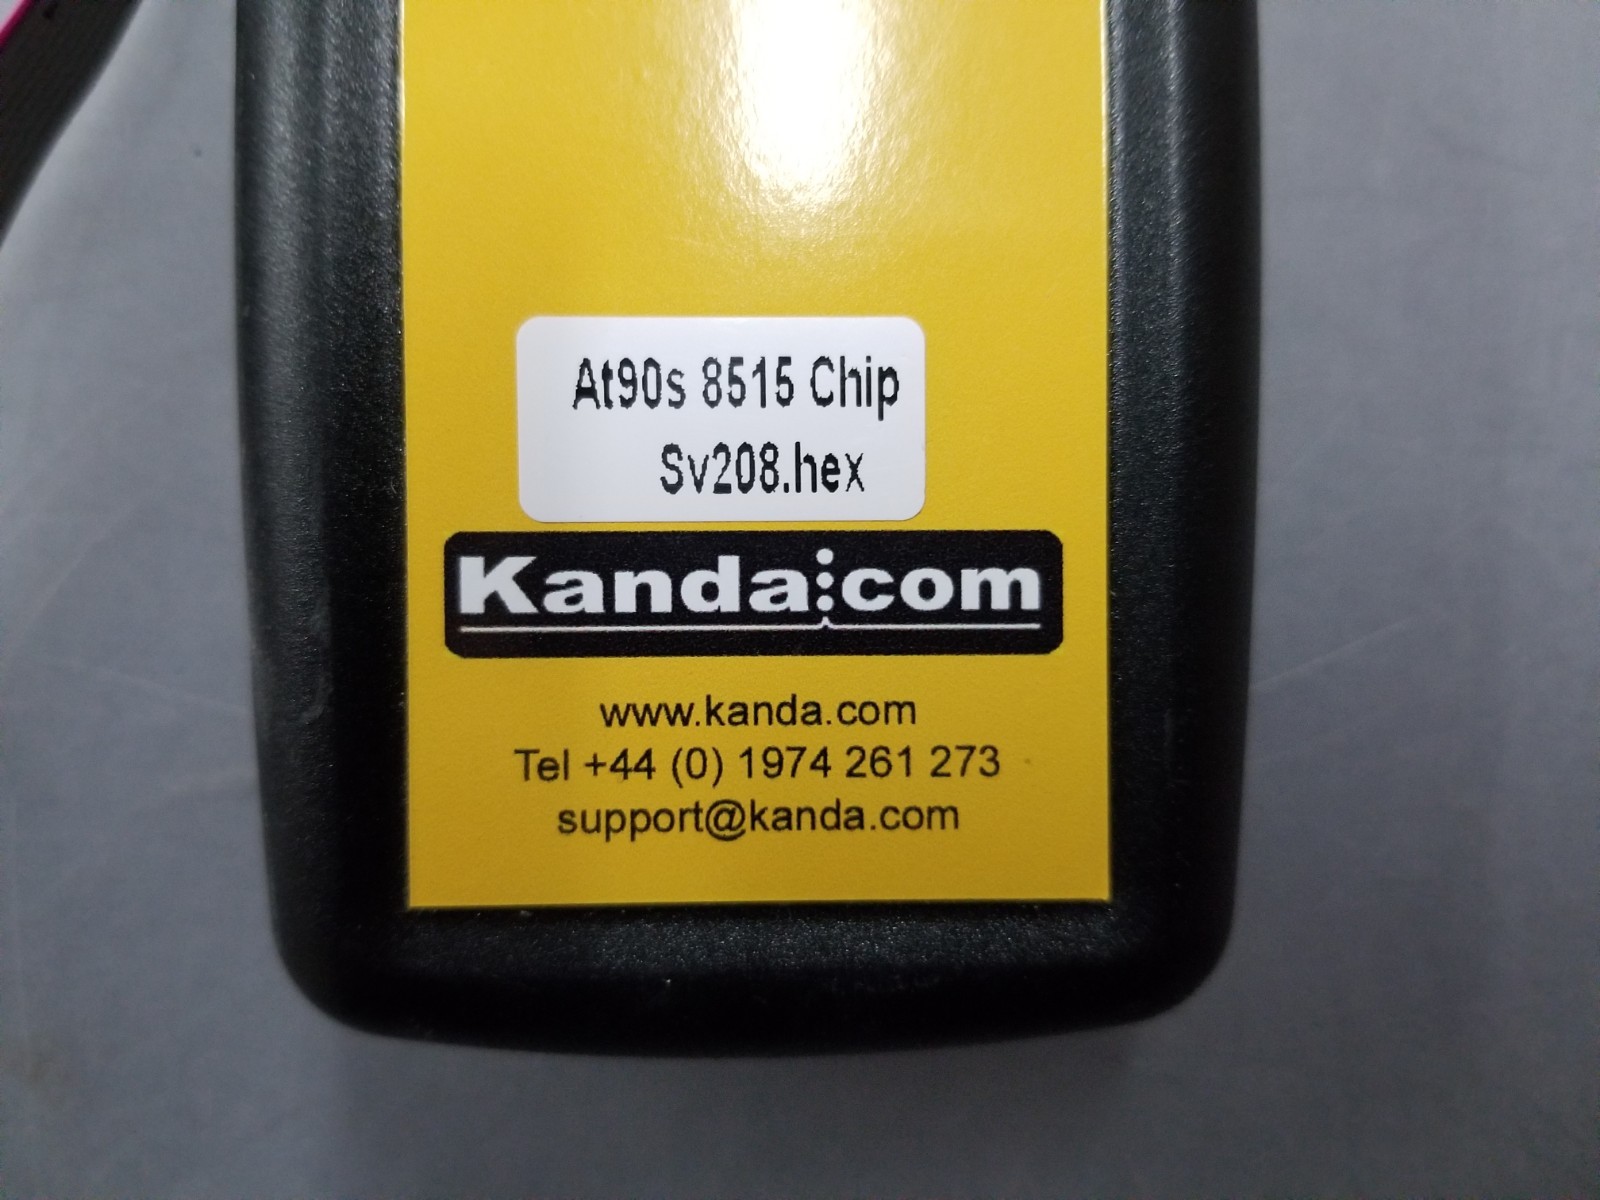 At90s 8515 Chip
Sv208.hex
Kanda.com
www.kanda.com
Tel +44 (0) 1974 261 273
support@kanda.com